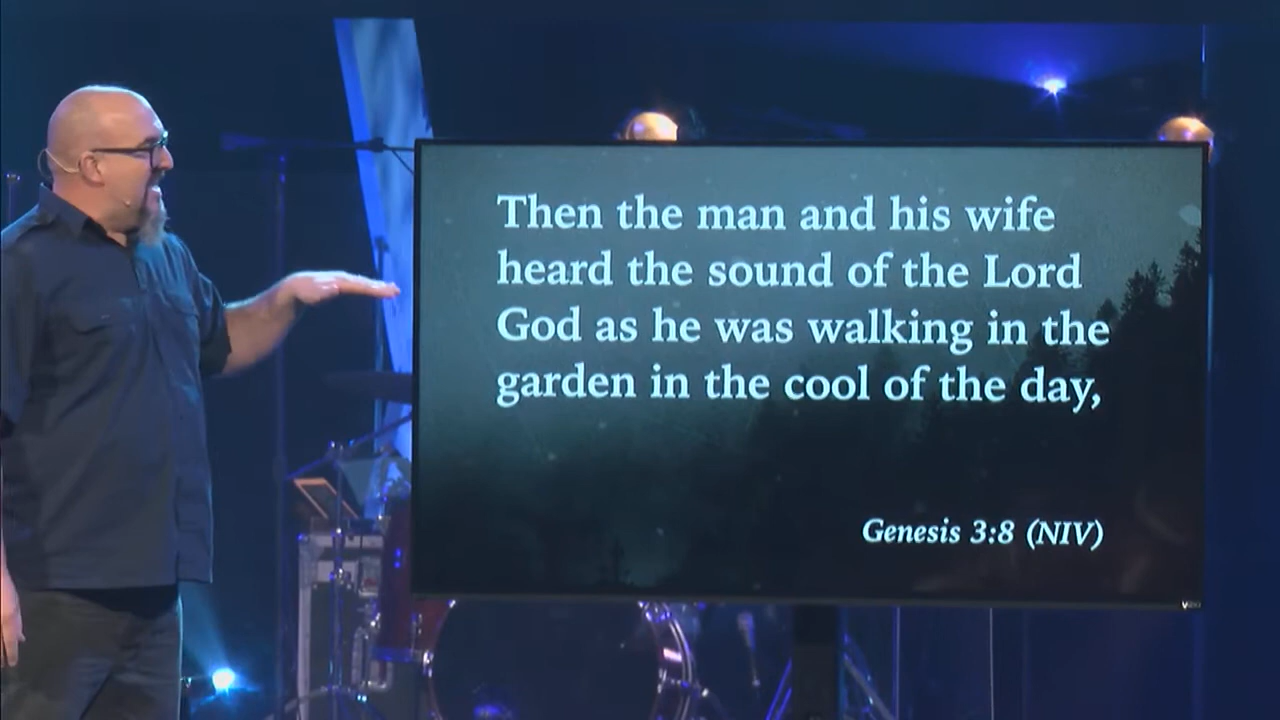 Then the man and his wife
heard the sound of the Lord
God as he was walking in the
garden in the cool of the day,
Genesis 3:8 (NIV)